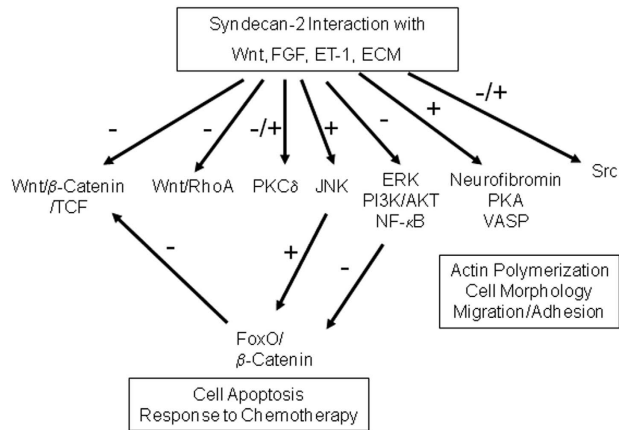 Syndecan-2 Interaction with
Wnt, FGF, ET-1, ECM
- - -/+ + - + -/+
Wnt/β-Catenin
/TCF
Wnt/RhoA
PKCδ
JNK
ERK
PI3K/AKT
NF-κB
Neurofibromin
PKA
VASP
Src
- + -
Actin Polymerization
Cell Morphology
Migration/Adhesion
FoxO/
β-Catenin
Cell Apoptosis
Response to Chemotherapy